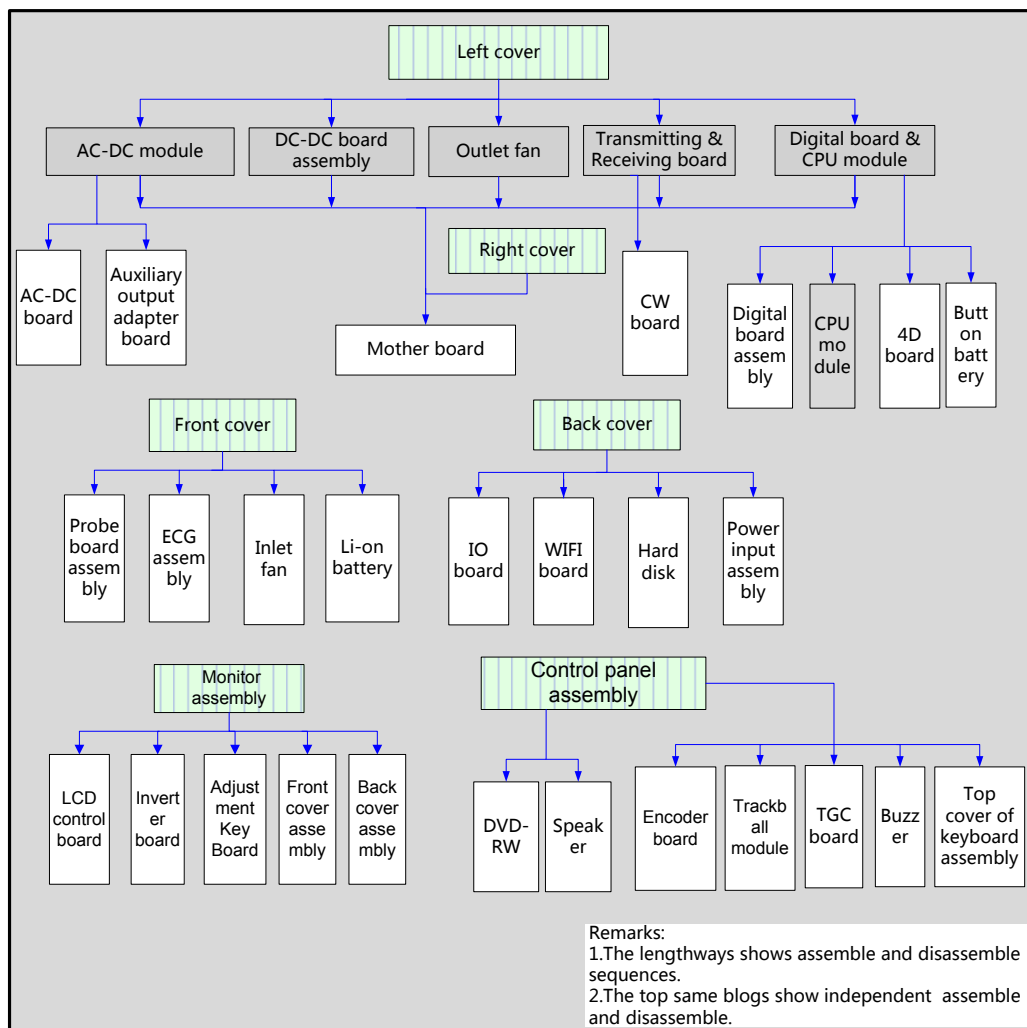 Left cover
AC-DC module
DC-DC board
assembly
Outlet fan
Transmitting &
Receiving board
Digital board &
CPU module
AC-DC
board
Auxiliary
output
adapter
board
Right cover
Mother board
CW
board
Digital
board
assem
bly
CPU
mo
dule
4D
board
Butt
on
batt
ery
Front cover
Back cover
Probe
board
assem
bly
ECG
assem
bly
Inlet
fan
Li-on
battery
IO
board
WIFI
board
Hard
disk
Power
input
assem
bly
Monitor
assembly
Control panel
assembly
LCD
control
board
Invert
er
board
Adjust
ment
Key
Board
Front
cover
asse
mbly
Back
cover
asse
mbly
DVD-
RW
Speak
er
Encoder
board
Trackb
all
module
TGC
board
Buzz
er
Top
cover of
keyboard
assembly
Remarks:
1.The lengthways shows assemble and disassemble
sequences.
2.The top same blogs show independent  assemble
and disassemble.